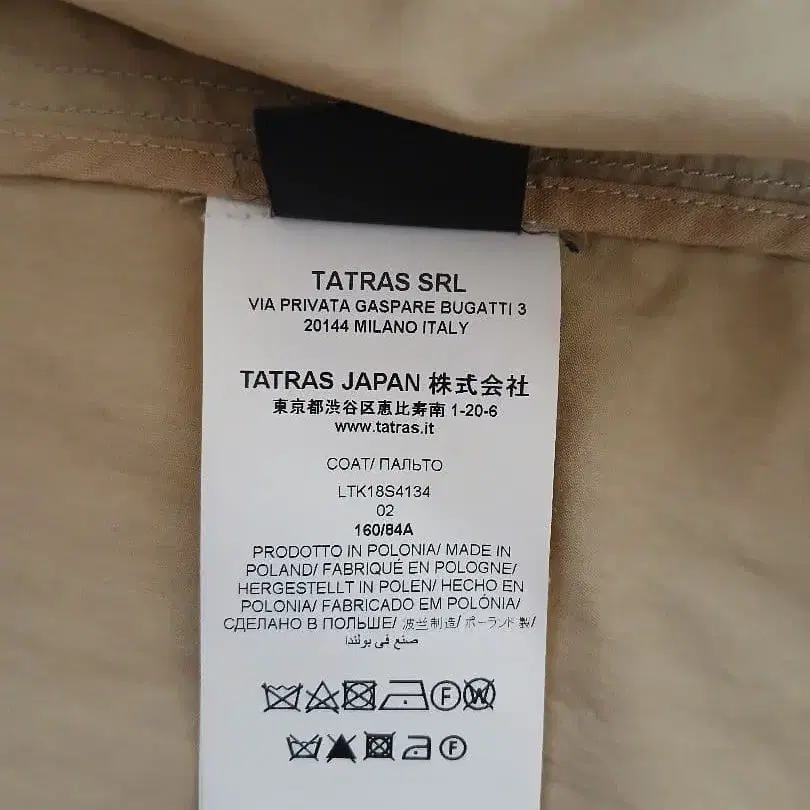 TATRAS SRL
VIA PRIVATA GASPARE BUGATTI 3
20144 MILANO ITALY
TATRAS JAPAN 株式会社
東京都渋谷区恵比寿南 1-20-6
www.tatras.it
COAT/ ПАЛЬТО
LTK18S4134
02
160/84A
PRODOTTO IN POLONIA/ MADE IN
POLAND/ FABRIQUÉ EN POLOGNE/
HERGESTELLT IN POLEN/ HECHO EN
POLONIA/ FABRICADO EM POLÓNIA/
СДЕЛАНО В ПОЛЬШЕ/ 波兰制造/ ポーランド製/
صنع في بولندا
F W
F